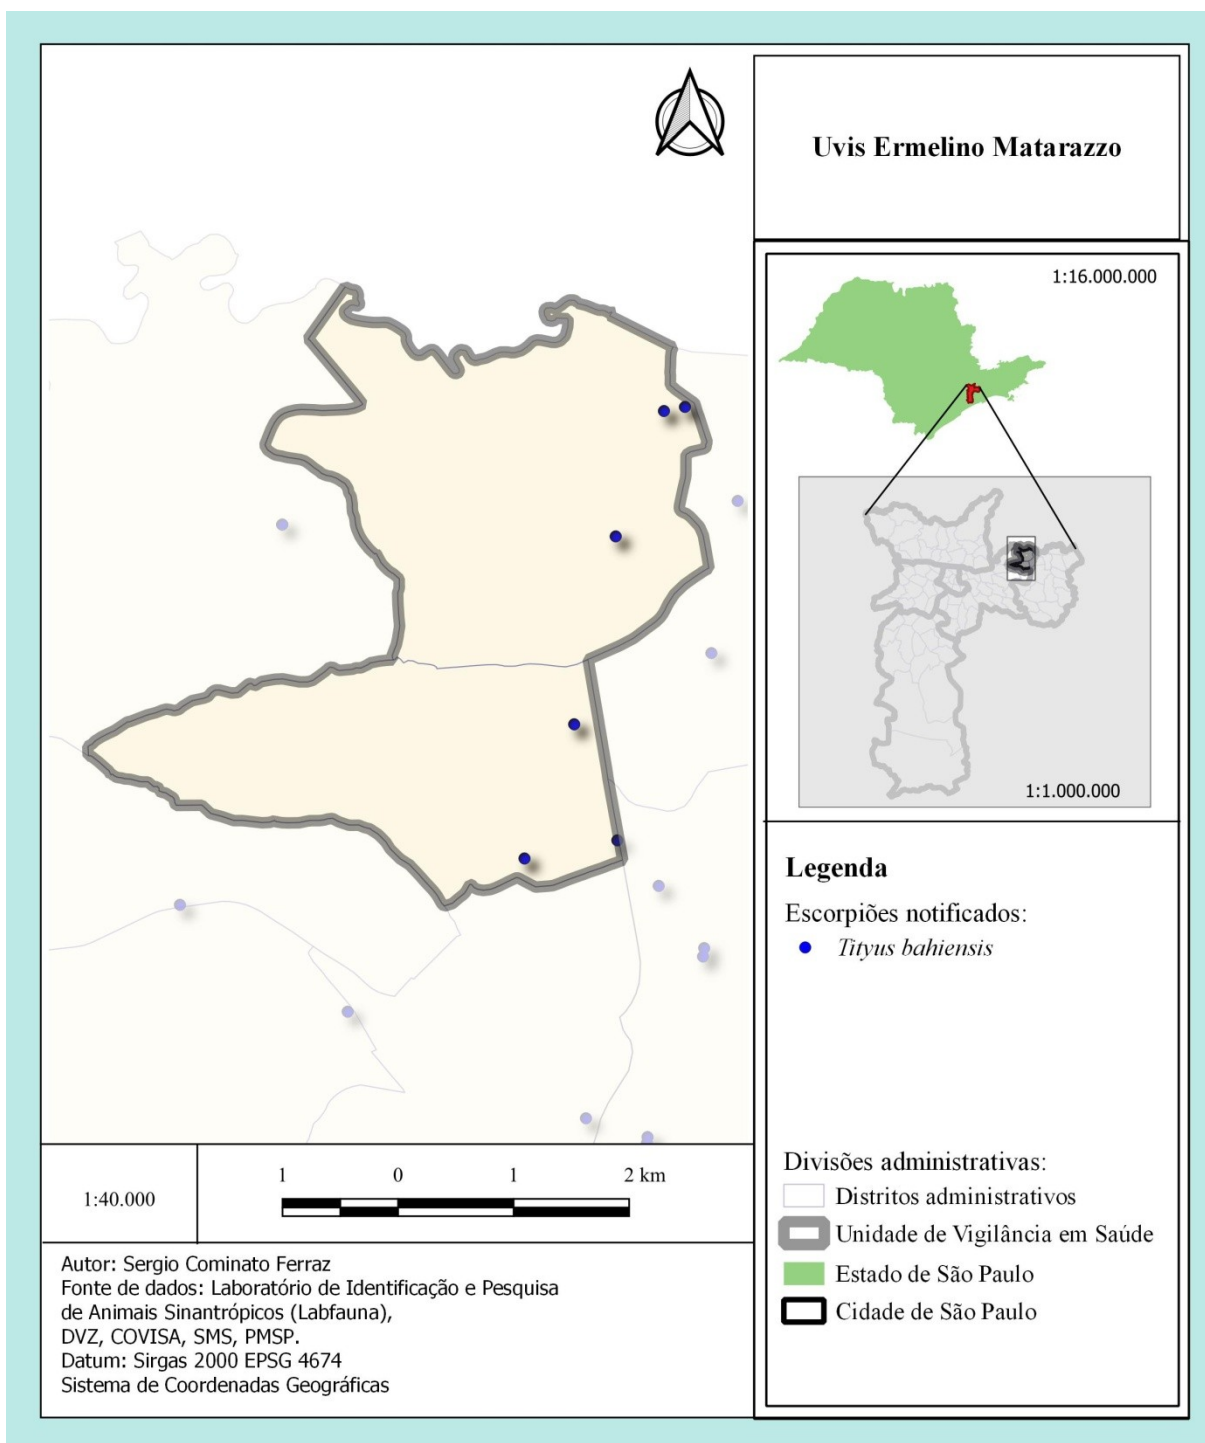 Uvis Ermelino Matarazzo
1:16.000.000
1:1.000.000
Legenda
Escorpiões notificados:
Tityus bahiensis
Divisões administrativas:
Distritos administrativos
Unidade de Vigilância em Saúde
Estado de São Paulo
Cidade de São Paulo
1:40.000
1 0 1 2 km
Autor: Sergio Cominato Ferraz
Fonte de dados: Laboratório de Identificação e Pesquisa
de Animais Sinantrópicos (Labfauna),
DVZ, COVISA, SMS, PMSP.
Datum: Sirgas 2000 EPSG 4674
Sistema de Coordenadas Geográficas